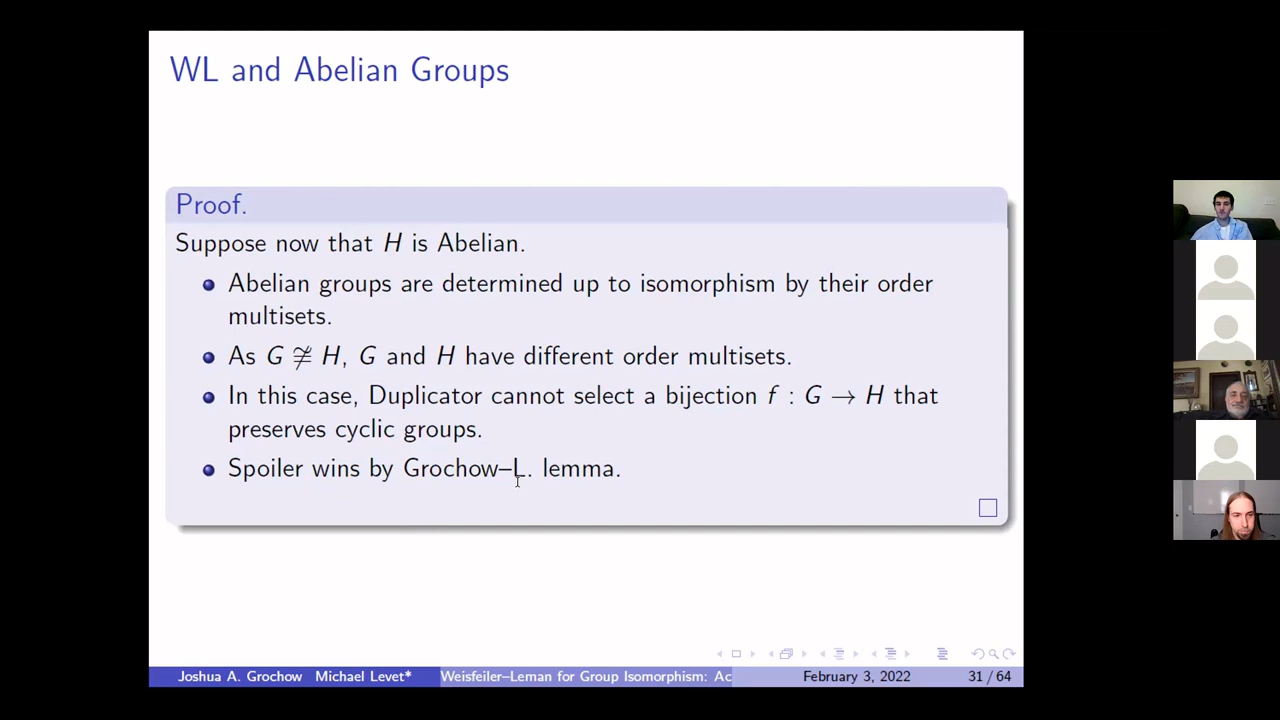 WL and Abelian Groups
Proof.
Suppose now that H is Abelian.
Abelian groups are determined up to isomorphism by their order
multisets.
As G ≇ H, G and H have different order multisets.
In this case, Duplicator cannot select a bijection f : G → H that
preserves cyclic groups.
Spoiler wins by Grochow–L. lemma.
Joshua A. Grochow Michael Levet* Weisfeiler–Leman for Group Isomorphism: Ac February 3, 2022 31 / 64